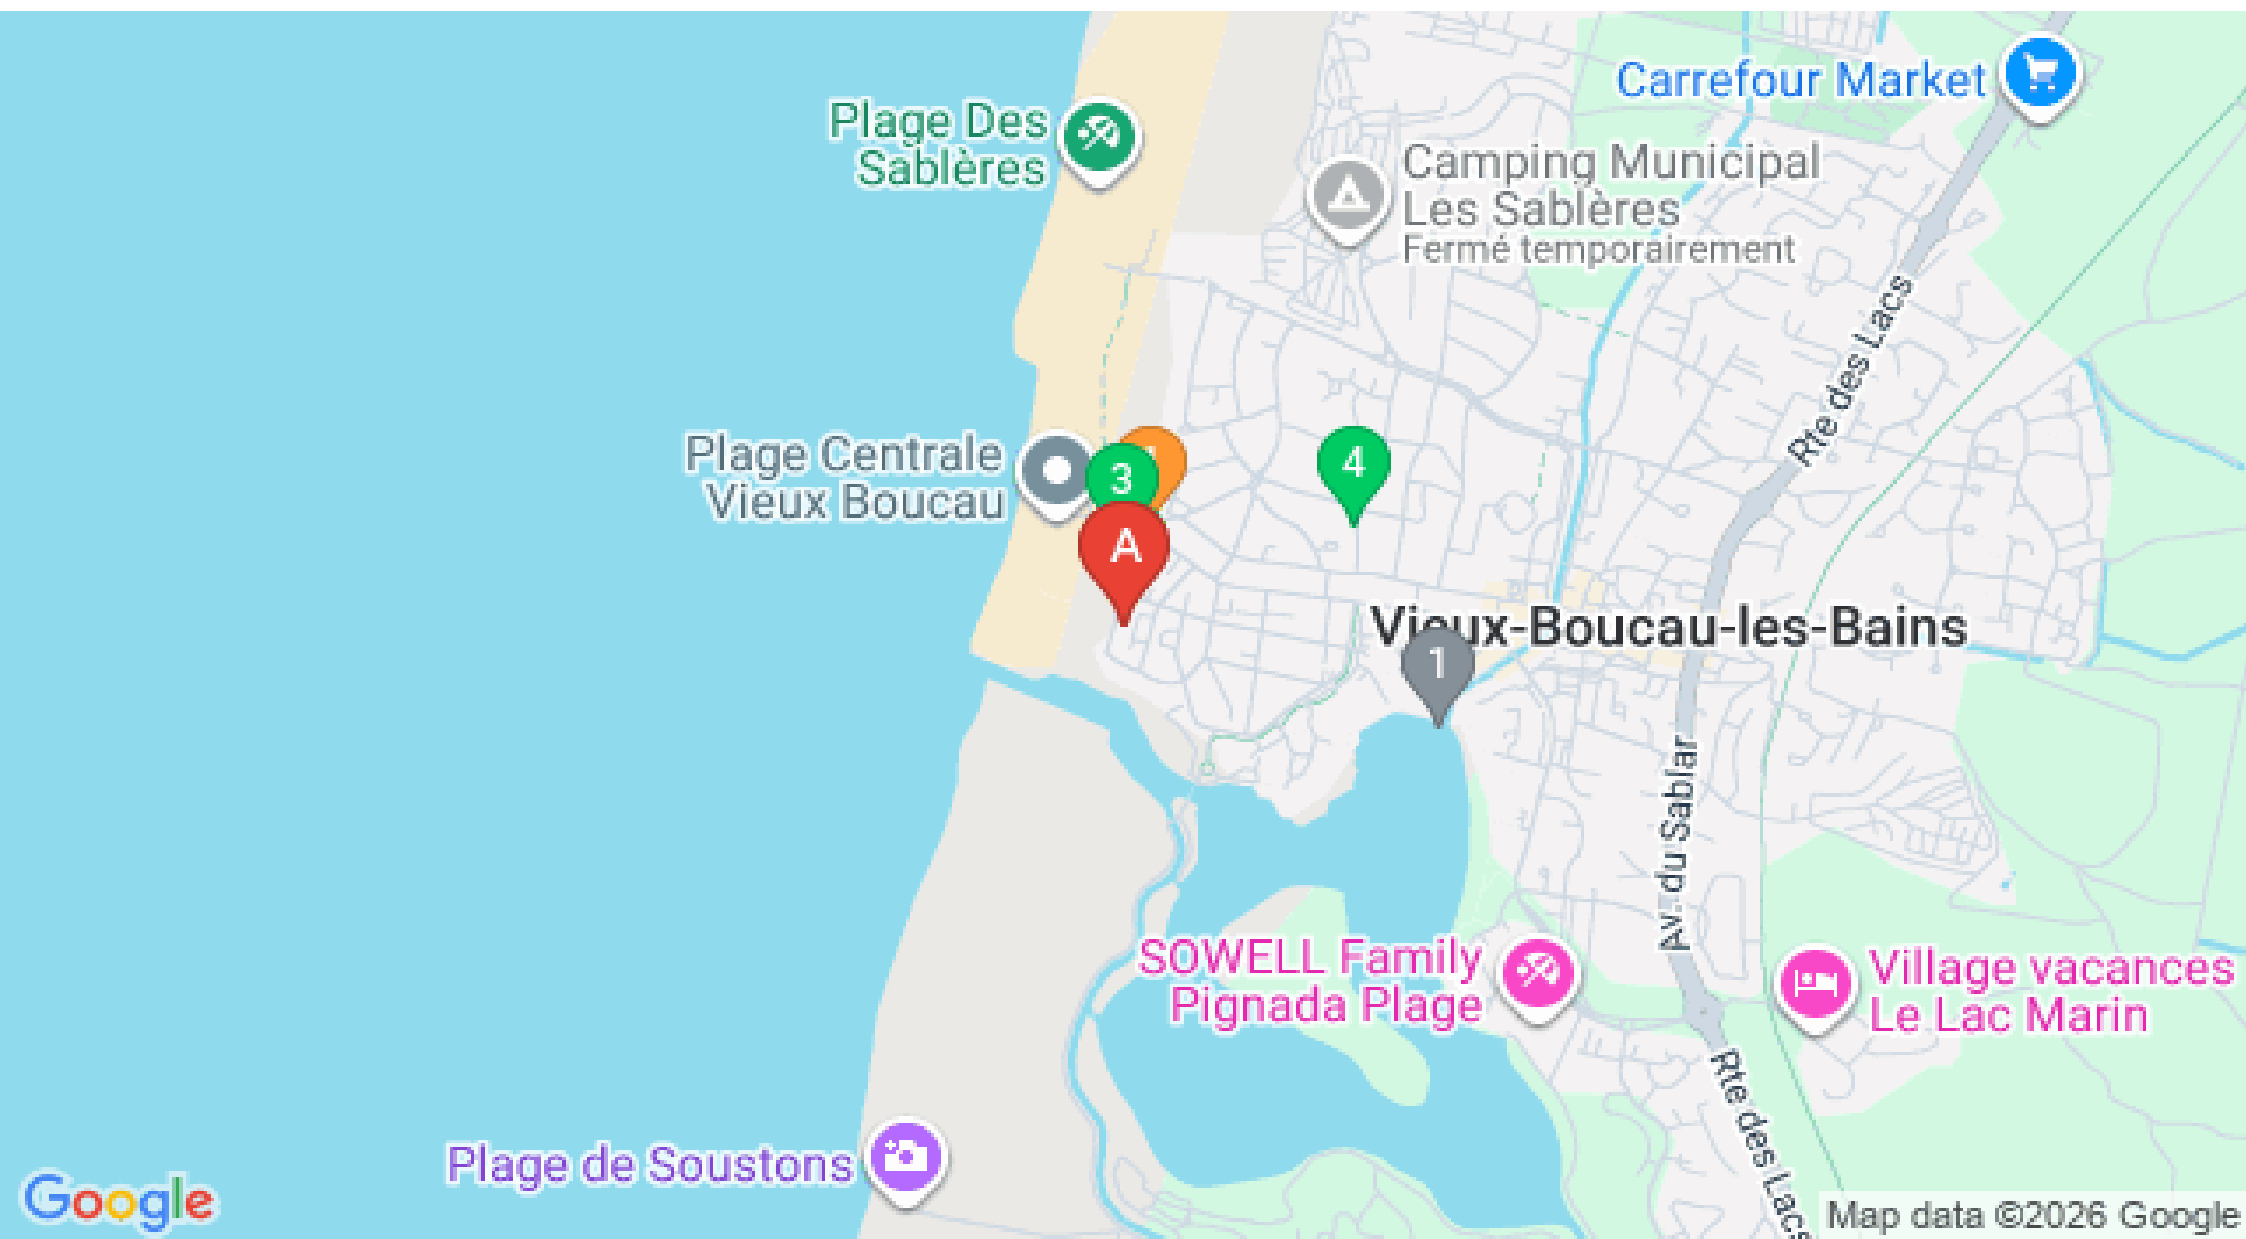 Carrefour Market
Plage Des
Sablères
Camping Municipal
Les Sablères
Fermé temporairement
Rte des Lacs
Plage Centrale
Vieux Boucau
3
4
A
Vieux-Boucau-les-Bains
1
Av. du Sablar
SOWELL Family
Pignada Plage
Village vacances
Le Lac Marin
Rte des Lacs
Plage de Soustons
Google
Map data ©2026 Google